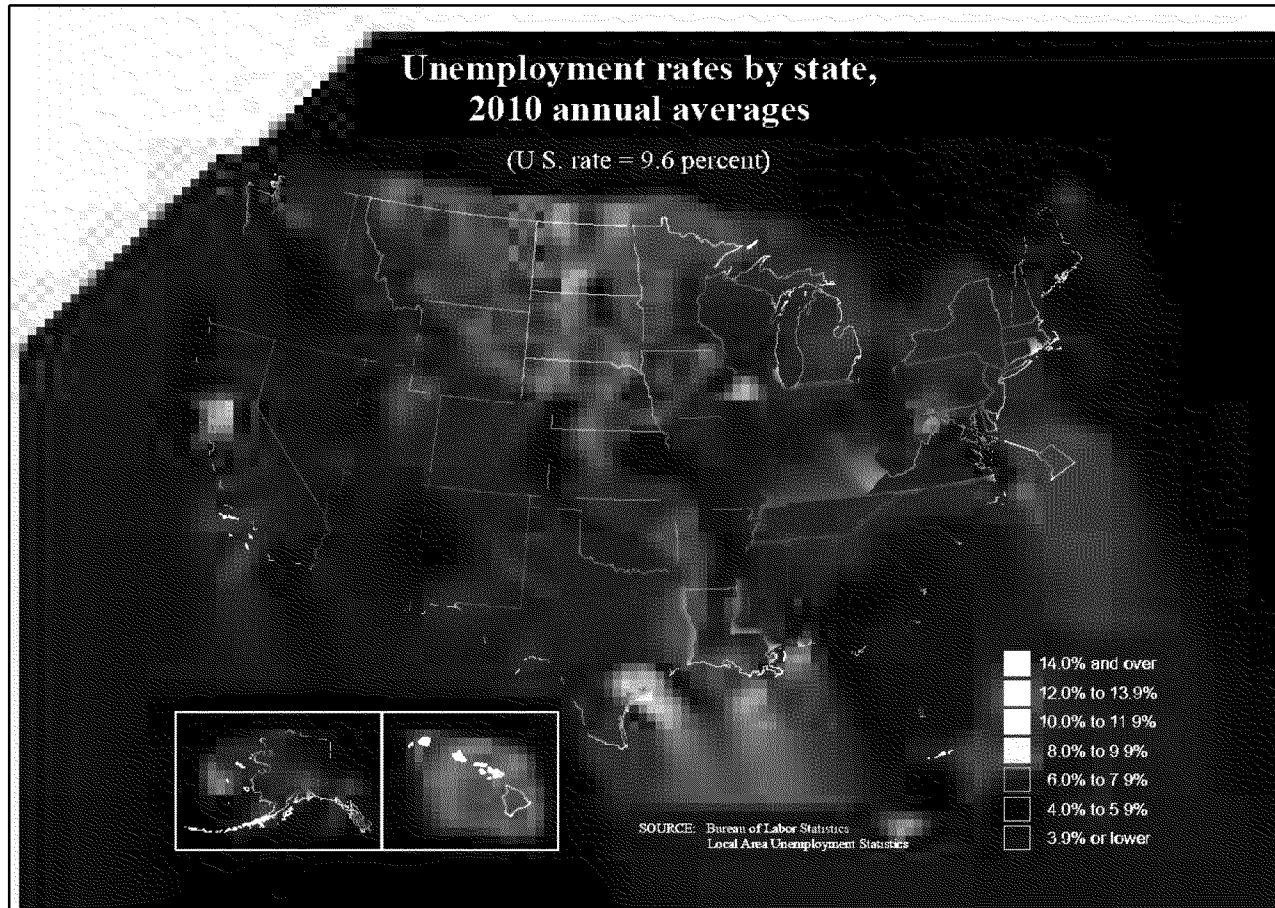 Unemployment rates by state,
2010 annual averages
(U S. rate = 9.6 percent)
14.0% and over
12.0% to 13.9%
10.0% to 11 9%
8.0% to 9 9%
6.0% to 7 9%
4.0% to 5 9%
3.9% or lower
SOURCE: Bureau of Labor Statistics
Local Area Unemployment Statistics